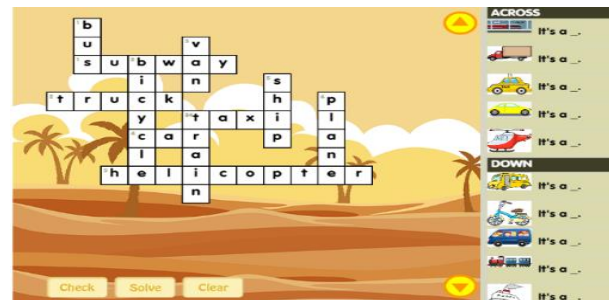 b
u v
subway
i n s
truck h p
y taxi l
car p a
l a n
helicopter
n
Check Solve Clear
ACROSS
It's a _.
It's a _.
It's a _.
It's a _.
It's a _.
DOWN
It's a _.
It's a _.
It's a _.
It's a _.
It's a _.